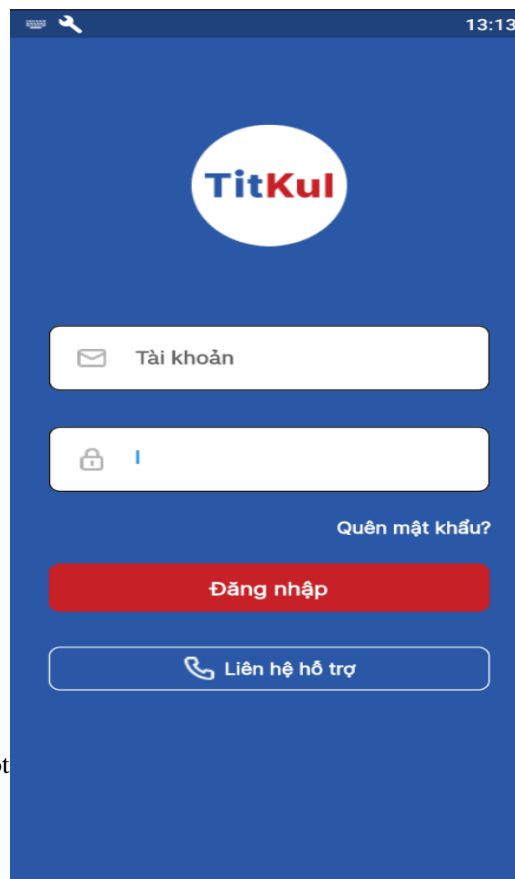 13:13
TitKul
Tài khoản
Quên mật khẩu?
Đăng nhập
Liên hệ hỗ trợ